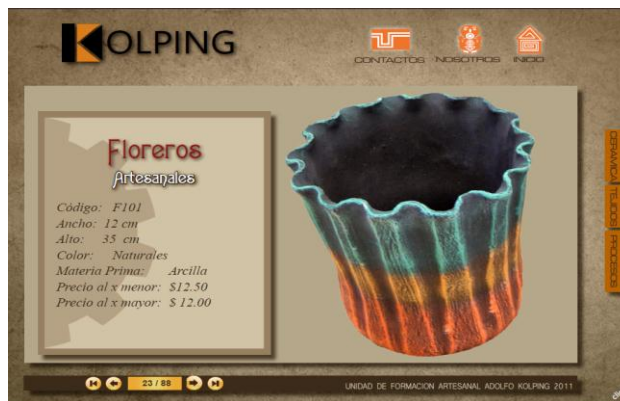 KOLPING
CONTACTOS NOSOTROS INICIO
Floreros
Artesanales
Código: F101
Ancho: 12 cm
Alto: 35 cm
Color: Naturales
Materia Prima: Arcilla
Precio al x menor: $12.50
Precio al x mayor: $ 12.00
CERAMICA
TEJIDOS
PROCESOS
23 / 88
UNIDAD DE FORMACION ARTESANAL ADOLFO KOLPING 2011